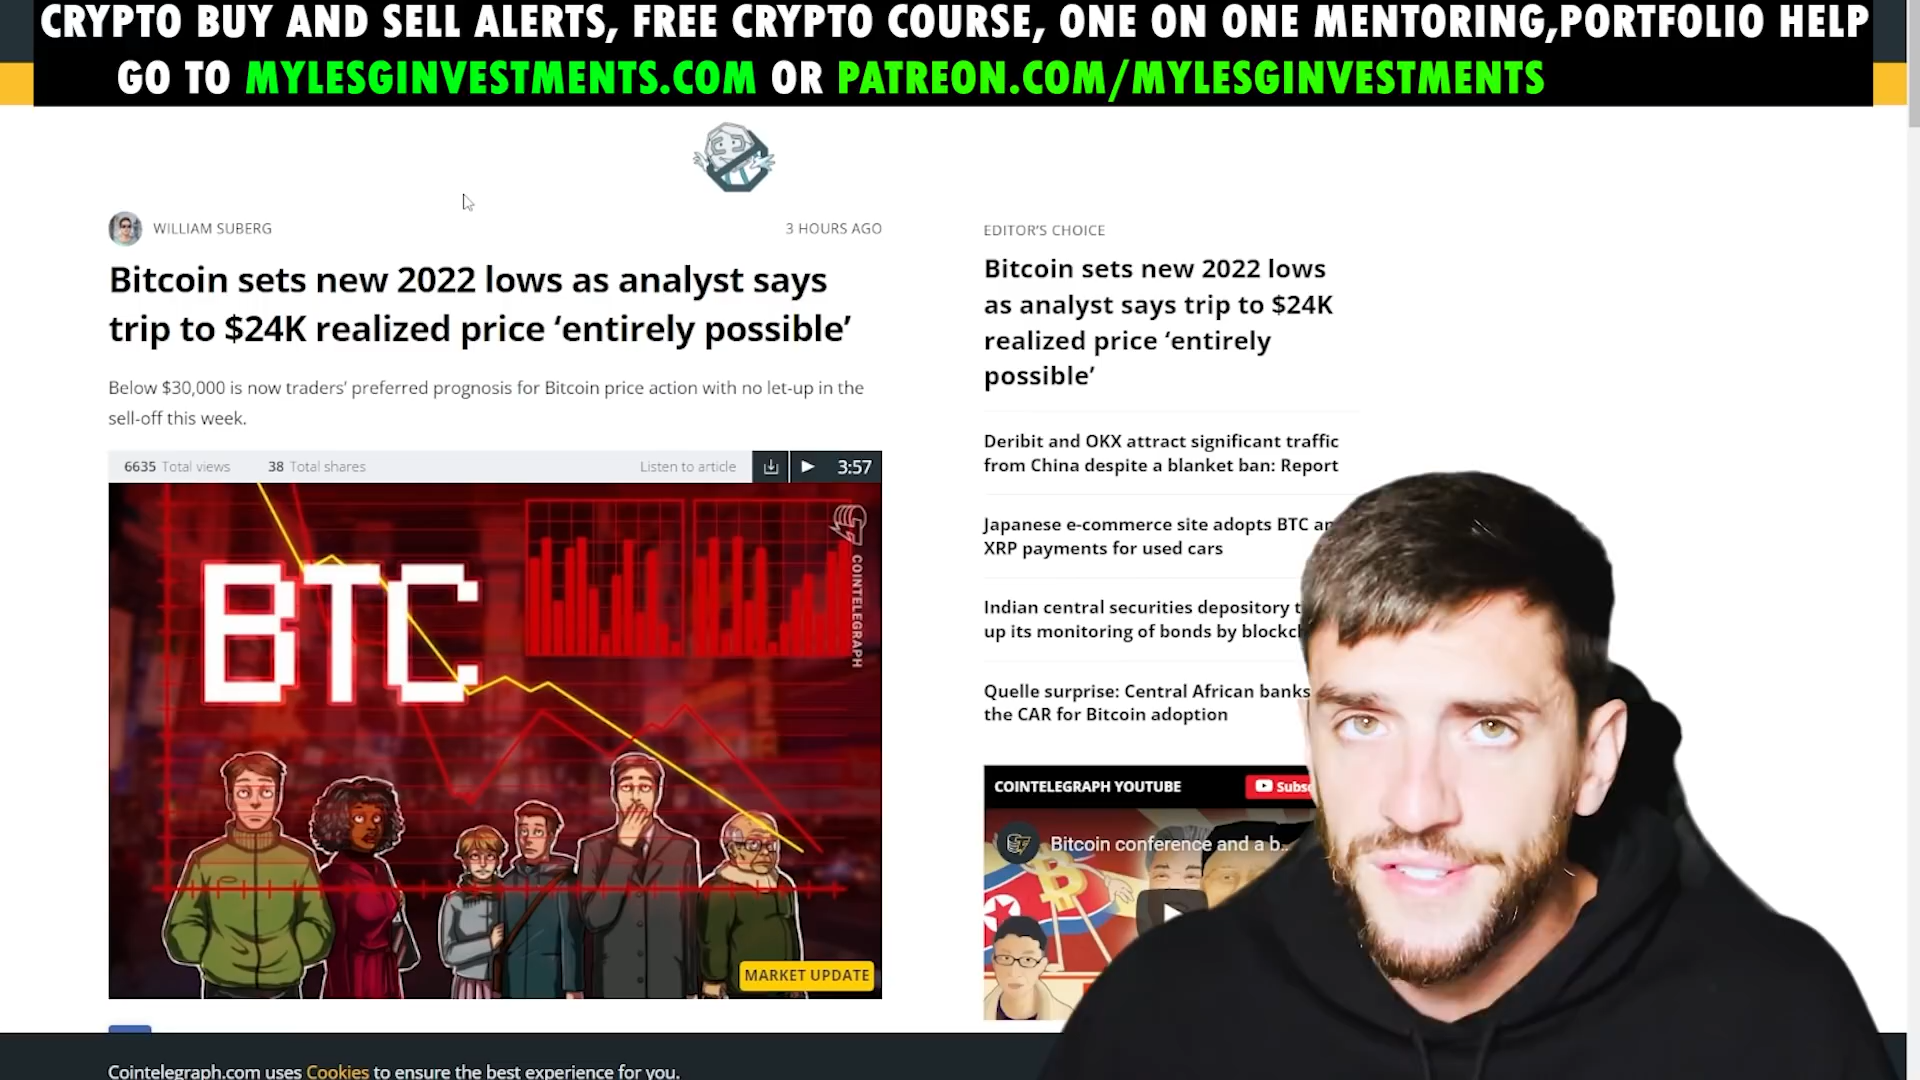 CRYPTO BUY AND SELL ALERTS, FREE CRYPTO COURSE, ONE ON ONE MENTORING,PORTFOLIO HELP
GO TO MYLESGINVESTMENTS.COM OR PATREON.COM/MYLESGINVESTMENTS
WILLIAM SUBERG
3 HOURS AGO
Bitcoin sets new 2022 lows as analyst says
trip to $24K realized price ‘entirely possible’
Below $30,000 is now traders’ preferred prognosis for Bitcoin price action with no let-up in the
sell-off this week.
6635 Total views 38 Total shares Listen to article 3:57
BTC
COINTELEGRAPH
MARKET UPDATE
EDITOR’S CHOICE
Bitcoin sets new 2022 lows
as analyst says trip to $24K
realized price ‘entirely
possible’
Deribit and OKX attract significant traffic
from China despite a blanket ban: Report
Japanese e-commerce site adopts BTC an
XRP payments for used cars
Indian central securities depository t
up its monitoring of bonds by blockc
Quelle surprise: Central African banks
the CAR for Bitcoin adoption
COINTELEGRAPH YOUTUBE Subsc
Bitcoin conference and a b..
Cointelegraph.com uses Cookies to ensure the best experience for you.